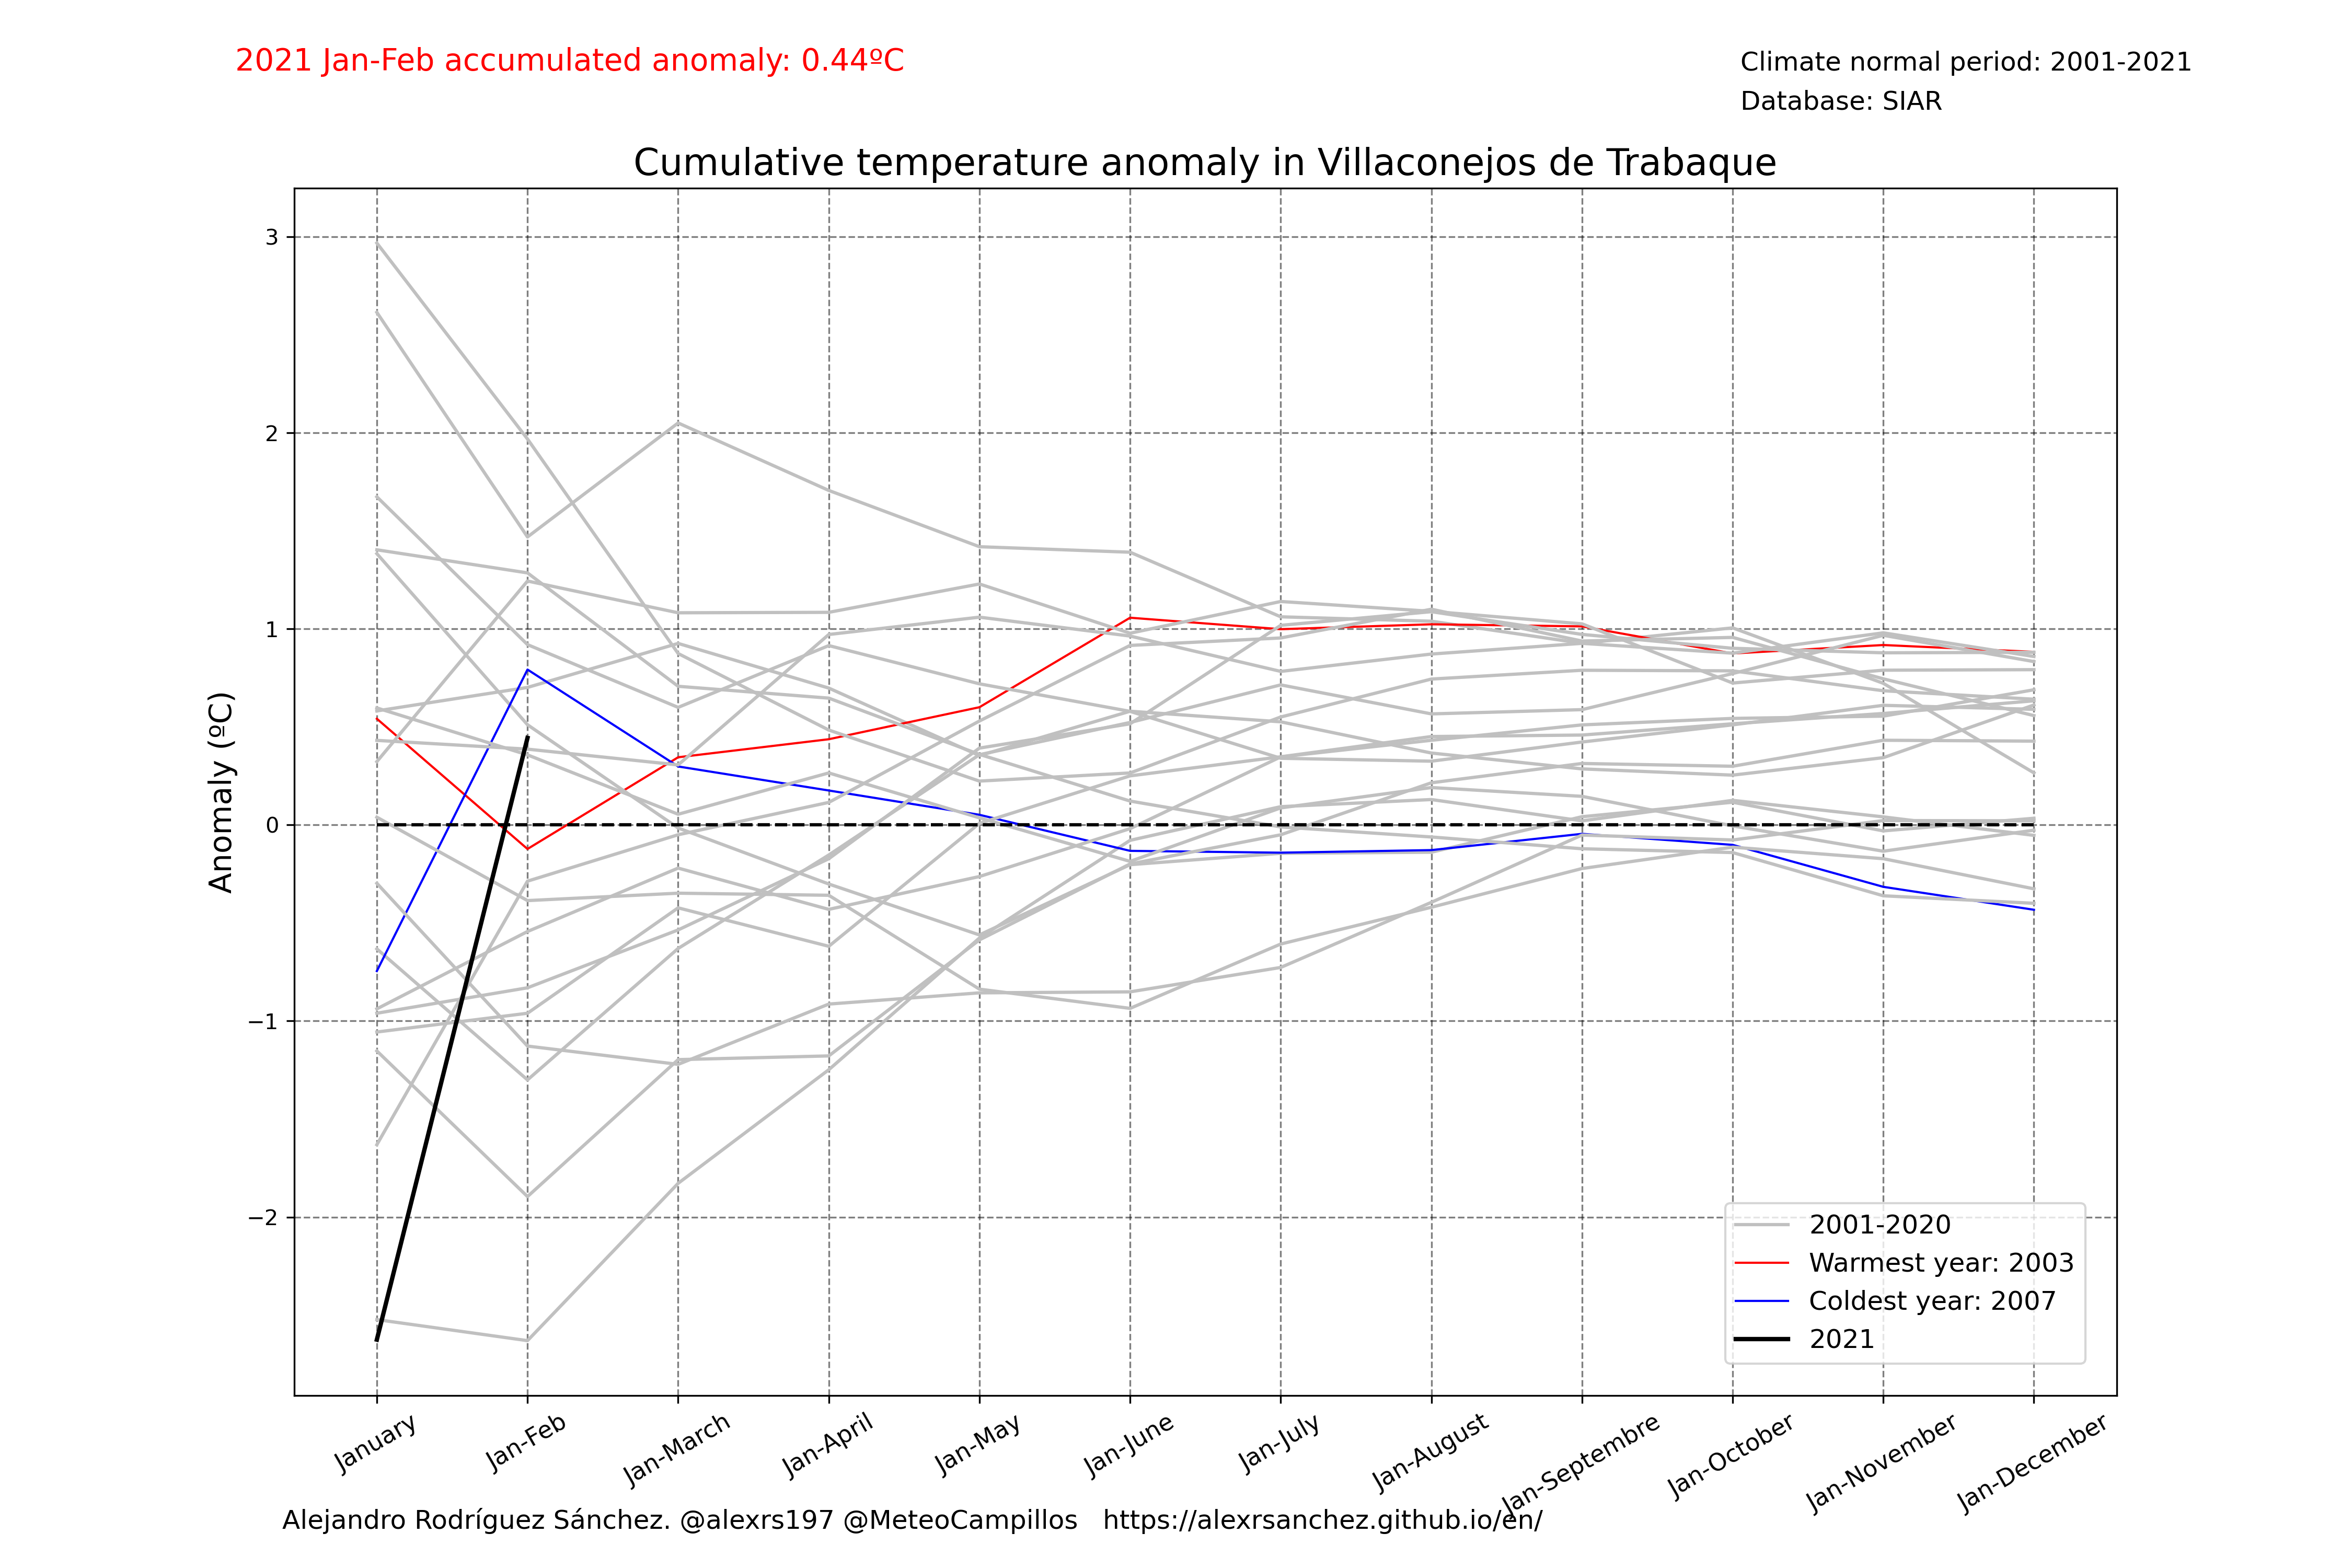 2021 Jan-Feb accumulated anomaly: 0.44ºC
Climate normal period: 2001-2021
Database: SIAR
Cumulative temperature anomaly in Villaconejos de Trabaque
Anomaly (ºC)
3
2
1
0
−1
−2
2001-2020
Warmest year: 2003
Coldest year: 2007
2021
January
Jan-Feb
Jan-March
Jan-April
Jan-May
Jan-June
Jan-July
Jan-August
Jan-Septembre
Jan-October
Jan-November
Jan-December
Alejandro Rodríguez Sánchez. @alexrs197 @MeteoCampillos   https://alexrsanchez.github.io/en/